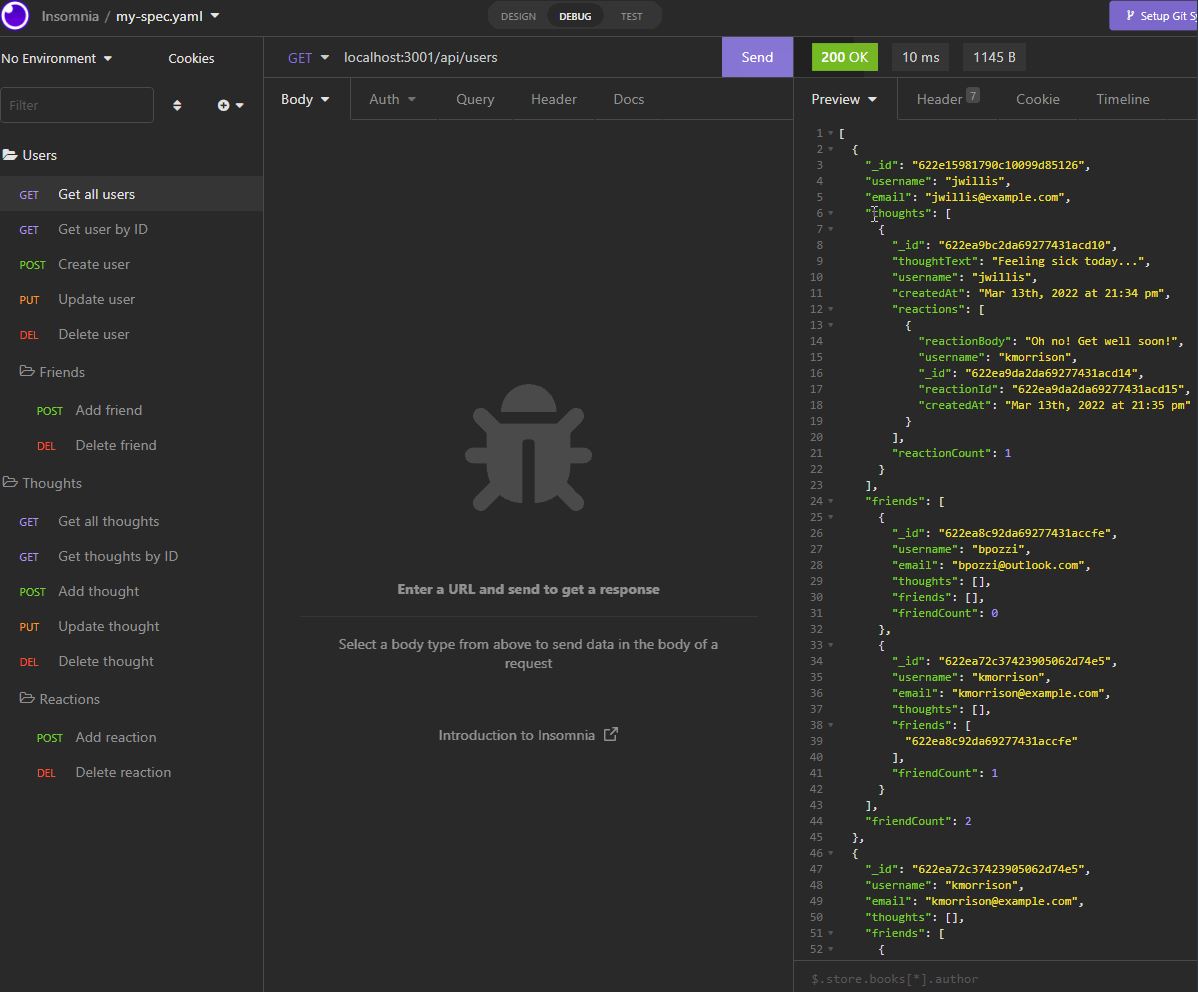 Insomnia / my-spec.yaml
DESIGN DEBUG TEST
Setup Git S
No Environment
Cookies
Filter
Users
GET Get all users
GET Get user by ID
POST Create user
PUT Update user
DEL Delete user
Friends
POST Add friend
DEL Delete friend
Thoughts
GET Get all thoughts
GET Get thoughts by ID
POST Add thought
PUT Update thought
DEL Delete thought
Reactions
POST Add reaction
DEL Delete reaction
GET localhost:3001/api/users Send
Body Auth Query Header Docs
Enter a URL and send to get a response
Select a body type from above to send data in the body of a
request
Introduction to Insomnia
200 OK 10 ms 1145 B
Preview Header 7 Cookie Timeline
1 [
2 {
3 "_id": "622e15981790c10099d85126",
4 "username": "jwillis",
5 "email": "jwillis@example.com",
6 "thoughts": [
7 {
8 "_id": "622ea9bc2da69277431acd10",
9 "thoughtText": "Feeling sick today...",
10 "username": "jwillis",
11 "createdAt": "Mar 13th, 2022 at 21:34 pm",
12 "reactions": [
13 {
14 "reactionBody": "Oh no! Get well soon!",
15 "username": "kmorrison",
16 "_id": "622ea9da2da69277431acd14",
17 "reactionId": "622ea9da2da69277431acd15",
18 "createdAt": "Mar 13th, 2022 at 21:35 pm"
19 }
20 ],
21 "reactionCount": 1
22 }
23 ],
24 "friends": [
25 {
26 "_id": "622ea8c92da69277431accfe",
27 "username": "bpozzi",
28 "email": "bpozzi@outlook.com",
29 "thoughts": [],
30 "friends": [],
31 "friendCount": 0
32 },
33 {
34 "_id": "622ea72c37423905062d74e5",
35 "username": "kmorrison",
36 "email": "kmorrison@example.com",
37 "thoughts": [],
38 "friends": [
39 "622ea8c92da69277431accfe"
40 ],
41 "friendCount": 1
42 }
43 ],
44 "friendCount": 2
45 },
46 {
47 "_id": "622ea72c37423905062d74e5",
48 "username": "kmorrison",
49 "email": "kmorrison@example.com",
50 "thoughts": [],
51 "friends": [
52 {
$.store.books[*].author